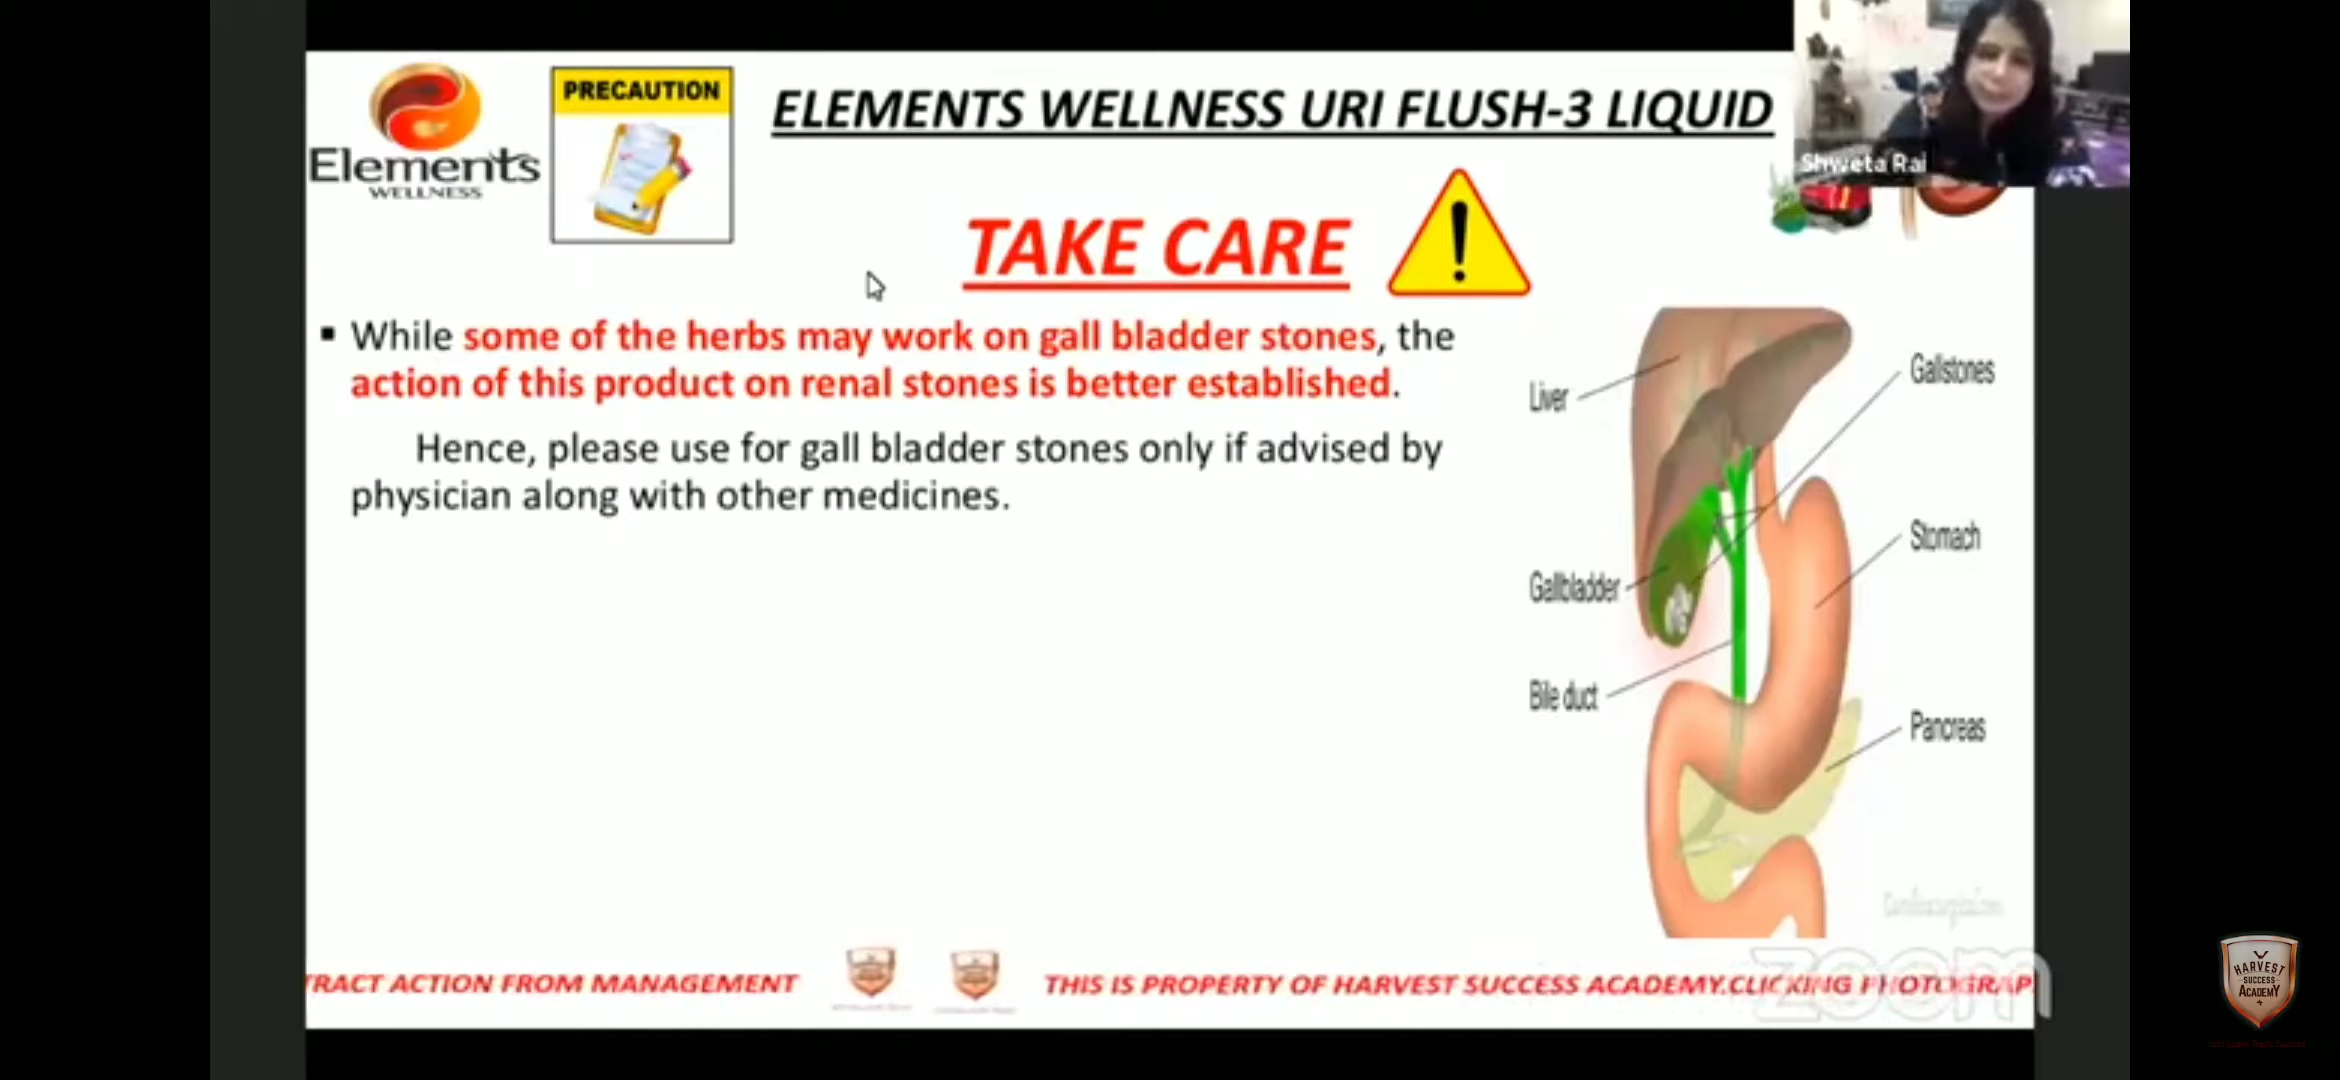 Elements
WELLNESS
PRECAUTION
ELEMENTS WELLNESS URI FLUSH-3 LIQUID
Shweta Rai
TAKE CARE
!
▪ While some of the herbs may work on gall bladder stones, the
action of this product on renal stones is better established.
Hence, please use for gall bladder stones only if advised by
physician along with other medicines.
Liver
Gallstones
Stomach
Gallbladder
Bile duct
Pancreas
zoom
TRACT ACTION FROM MANAGEMENT
THIS IS PROPERTY OF HARVEST SUCCESS ACADEMY.CLICKING PHOTOGRAP
HARVEST
SUCCESS
ACADEMY